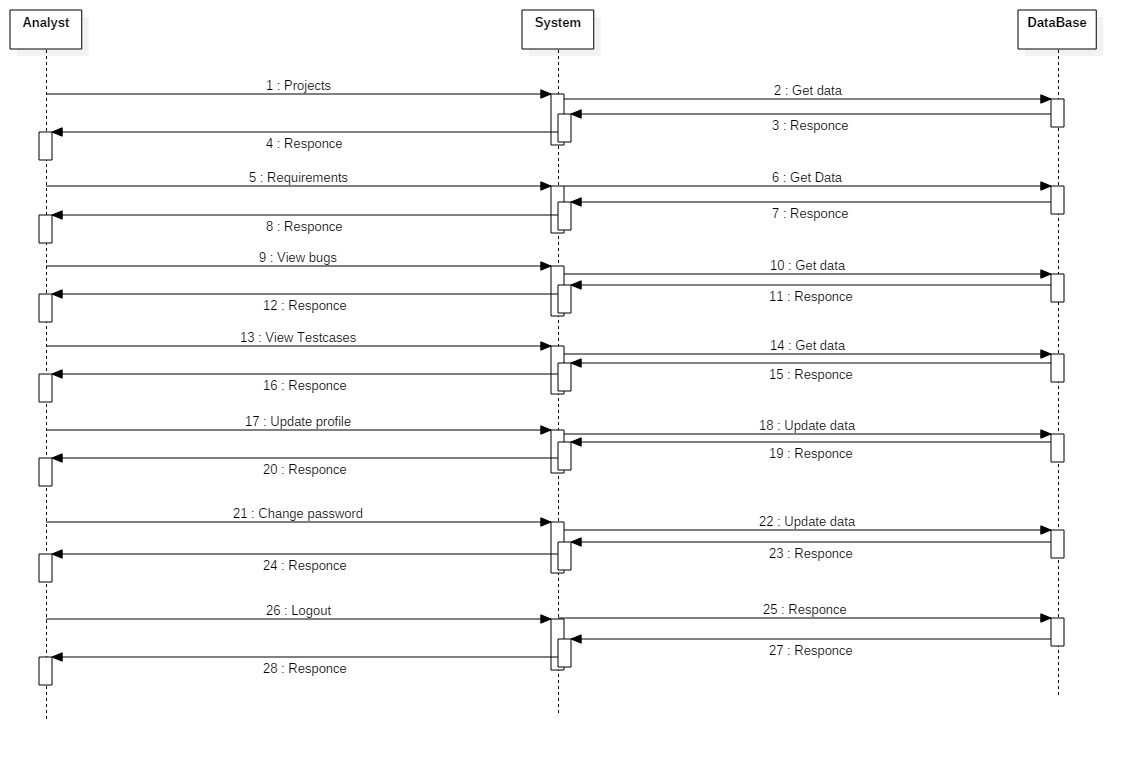 Analyst
System
DataBase
1 : Projects
2 : Get data
3 : Responce
4 : Responce
5 : Requirements
6 : Get Data
7 : Responce
8 : Responce
9 : View bugs
10 : Get data
11 : Responce
12 : Responce
13 : View Testcases
14 : Get data
15 : Responce
16 : Responce
17 : Update profile
18 : Update data
19 : Responce
20 : Responce
21 : Change password
22 : Update data
23 : Responce
24 : Responce
26 : Logout
25 : Responce
27 : Responce
28 : Responce